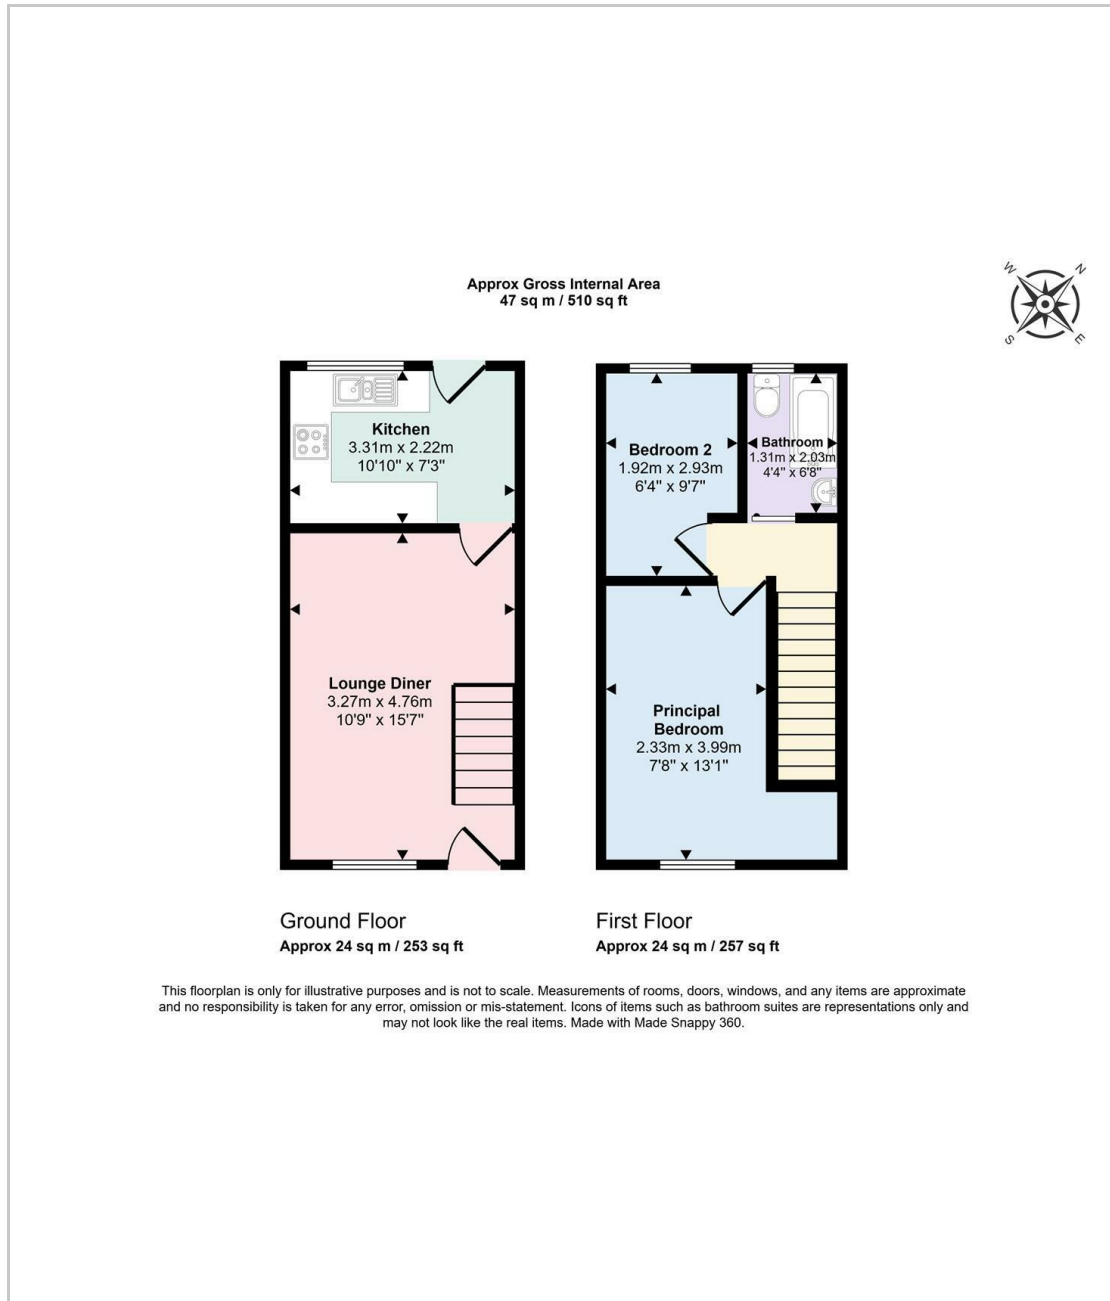 Approx Gross Internal Area
47 sq m / 510 sq ft
W
N
S
E
Kitchen
3.31m x 2.22m
10'10" x 7'3"
Lounge Diner
3.27m x 4.76m
10'9" x 15'7"
Bedroom 2
1.92m x 2.93m
6'4" x 9'7"
Bathroom
1.31m x 2.03m
4'4" x 6'8"
Principal
Bedroom
2.33m x 3.99m
7'8" x 13'1"
Ground Floor
Approx 24 sq m / 253 sq ft
First Floor
Approx 24 sq m / 257 sq ft
This floorplan is only for illustrative purposes and is not to scale. Measurements of rooms, doors, windows, and any items are approximate
and no responsibility is taken for any error, omission or mis-statement. Icons of items such as bathroom suites are representations only and
may not look like the real items. Made with Made Snappy 360.